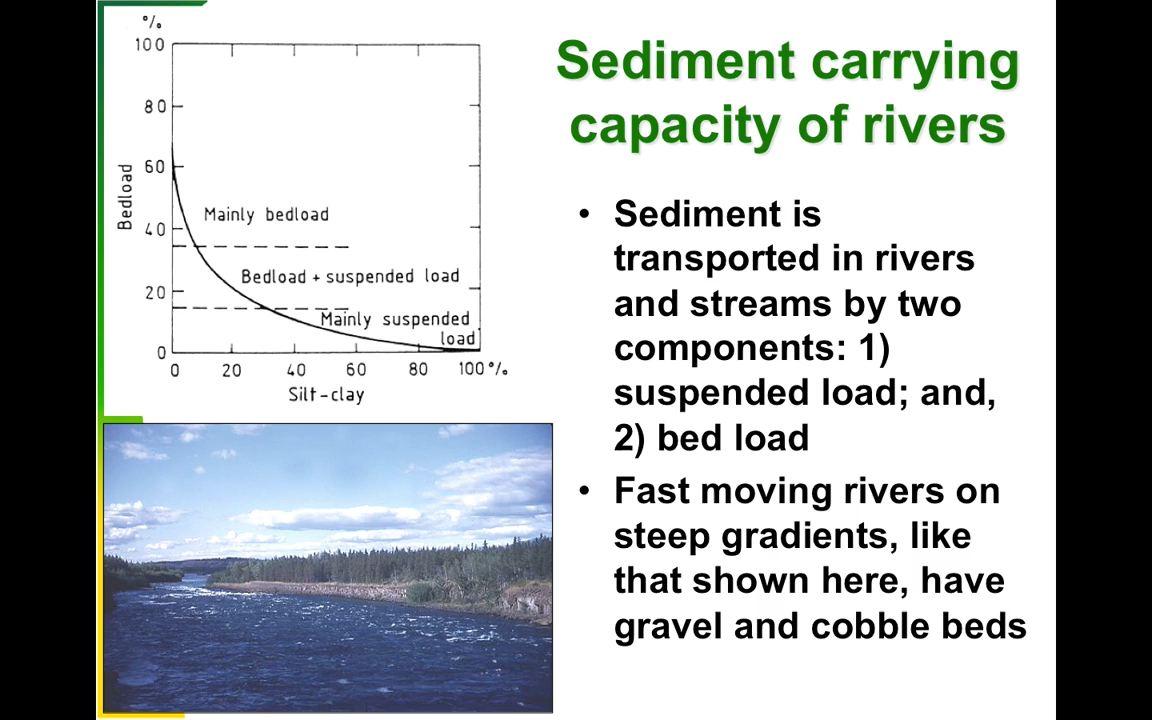 Sediment carrying
capacity of rivers
°/o
100
80
60
40
20
0
Bedload
Mainly bedload
Bedload + suspended load
Mainly suspended
load
0 20 40 60 80 100 °/o
Silt-clay
• Sediment is
transported in rivers
and streams by two
components: 1)
suspended load; and,
2) bed load
• Fast moving rivers on
steep gradients, like
that shown here, have
gravel and cobble beds